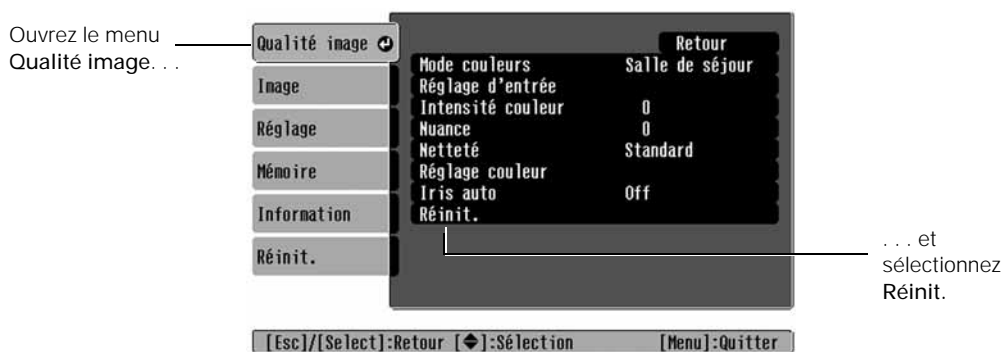 Ouvrez le menu
Qualité image. . .
Qualité image
Image
Réglage
Mémoire
Information
Réinit.
Retour
Mode couleurs Salle de séjour
Réglage d'entrée
Intensité couleur 0
Nuance 0
Netteté Standard
Réglage couleur
Iris auto Off
Réinit.
. . . et
sélectionnez
Réinit.
[Esc]/[Select]:Retour [◆]:Sélection [Menu]:Quitter